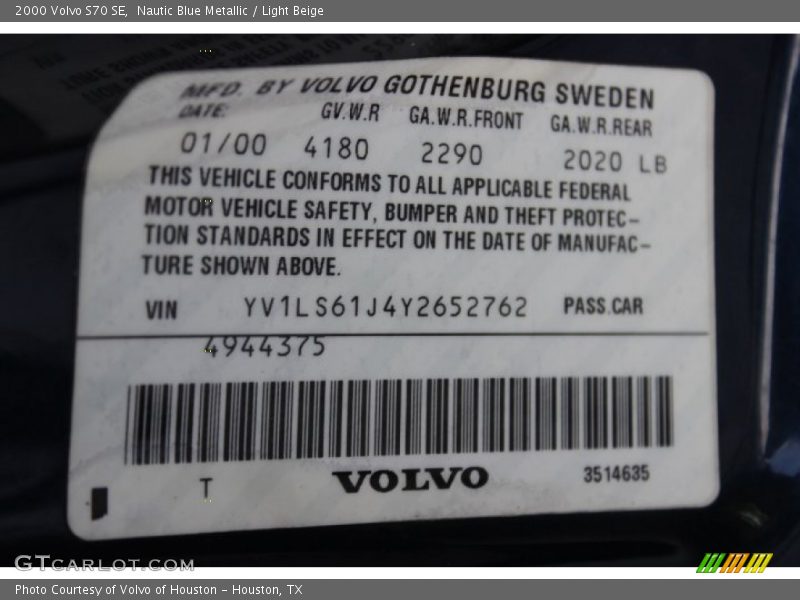 2000 Volvo S70 SE, Nautic Blue Metallic / Light Beige
MFD. BY VOLVO GOTHENBURG SWEDEN
DATE: GV.W.R GA.W.R.FRONT GA.W.R.REAR
01/00 4180 2290 2020 LB
THIS VEHICLE CONFORMS TO ALL APPLICABLE FEDERAL
MOTOR VEHICLE SAFETY, BUMPER AND THEFT PROTEC-
TION STANDARDS IN EFFECT ON THE DATE OF MANUFAC-
TURE SHOWN ABOVE.
VIN YV1LS61J4Y2652762 PASS.CAR
4944375
T VOLVO 3514635
GTCARLOT.COM
Photo Courtesy of Volvo of Houston - Houston, TX